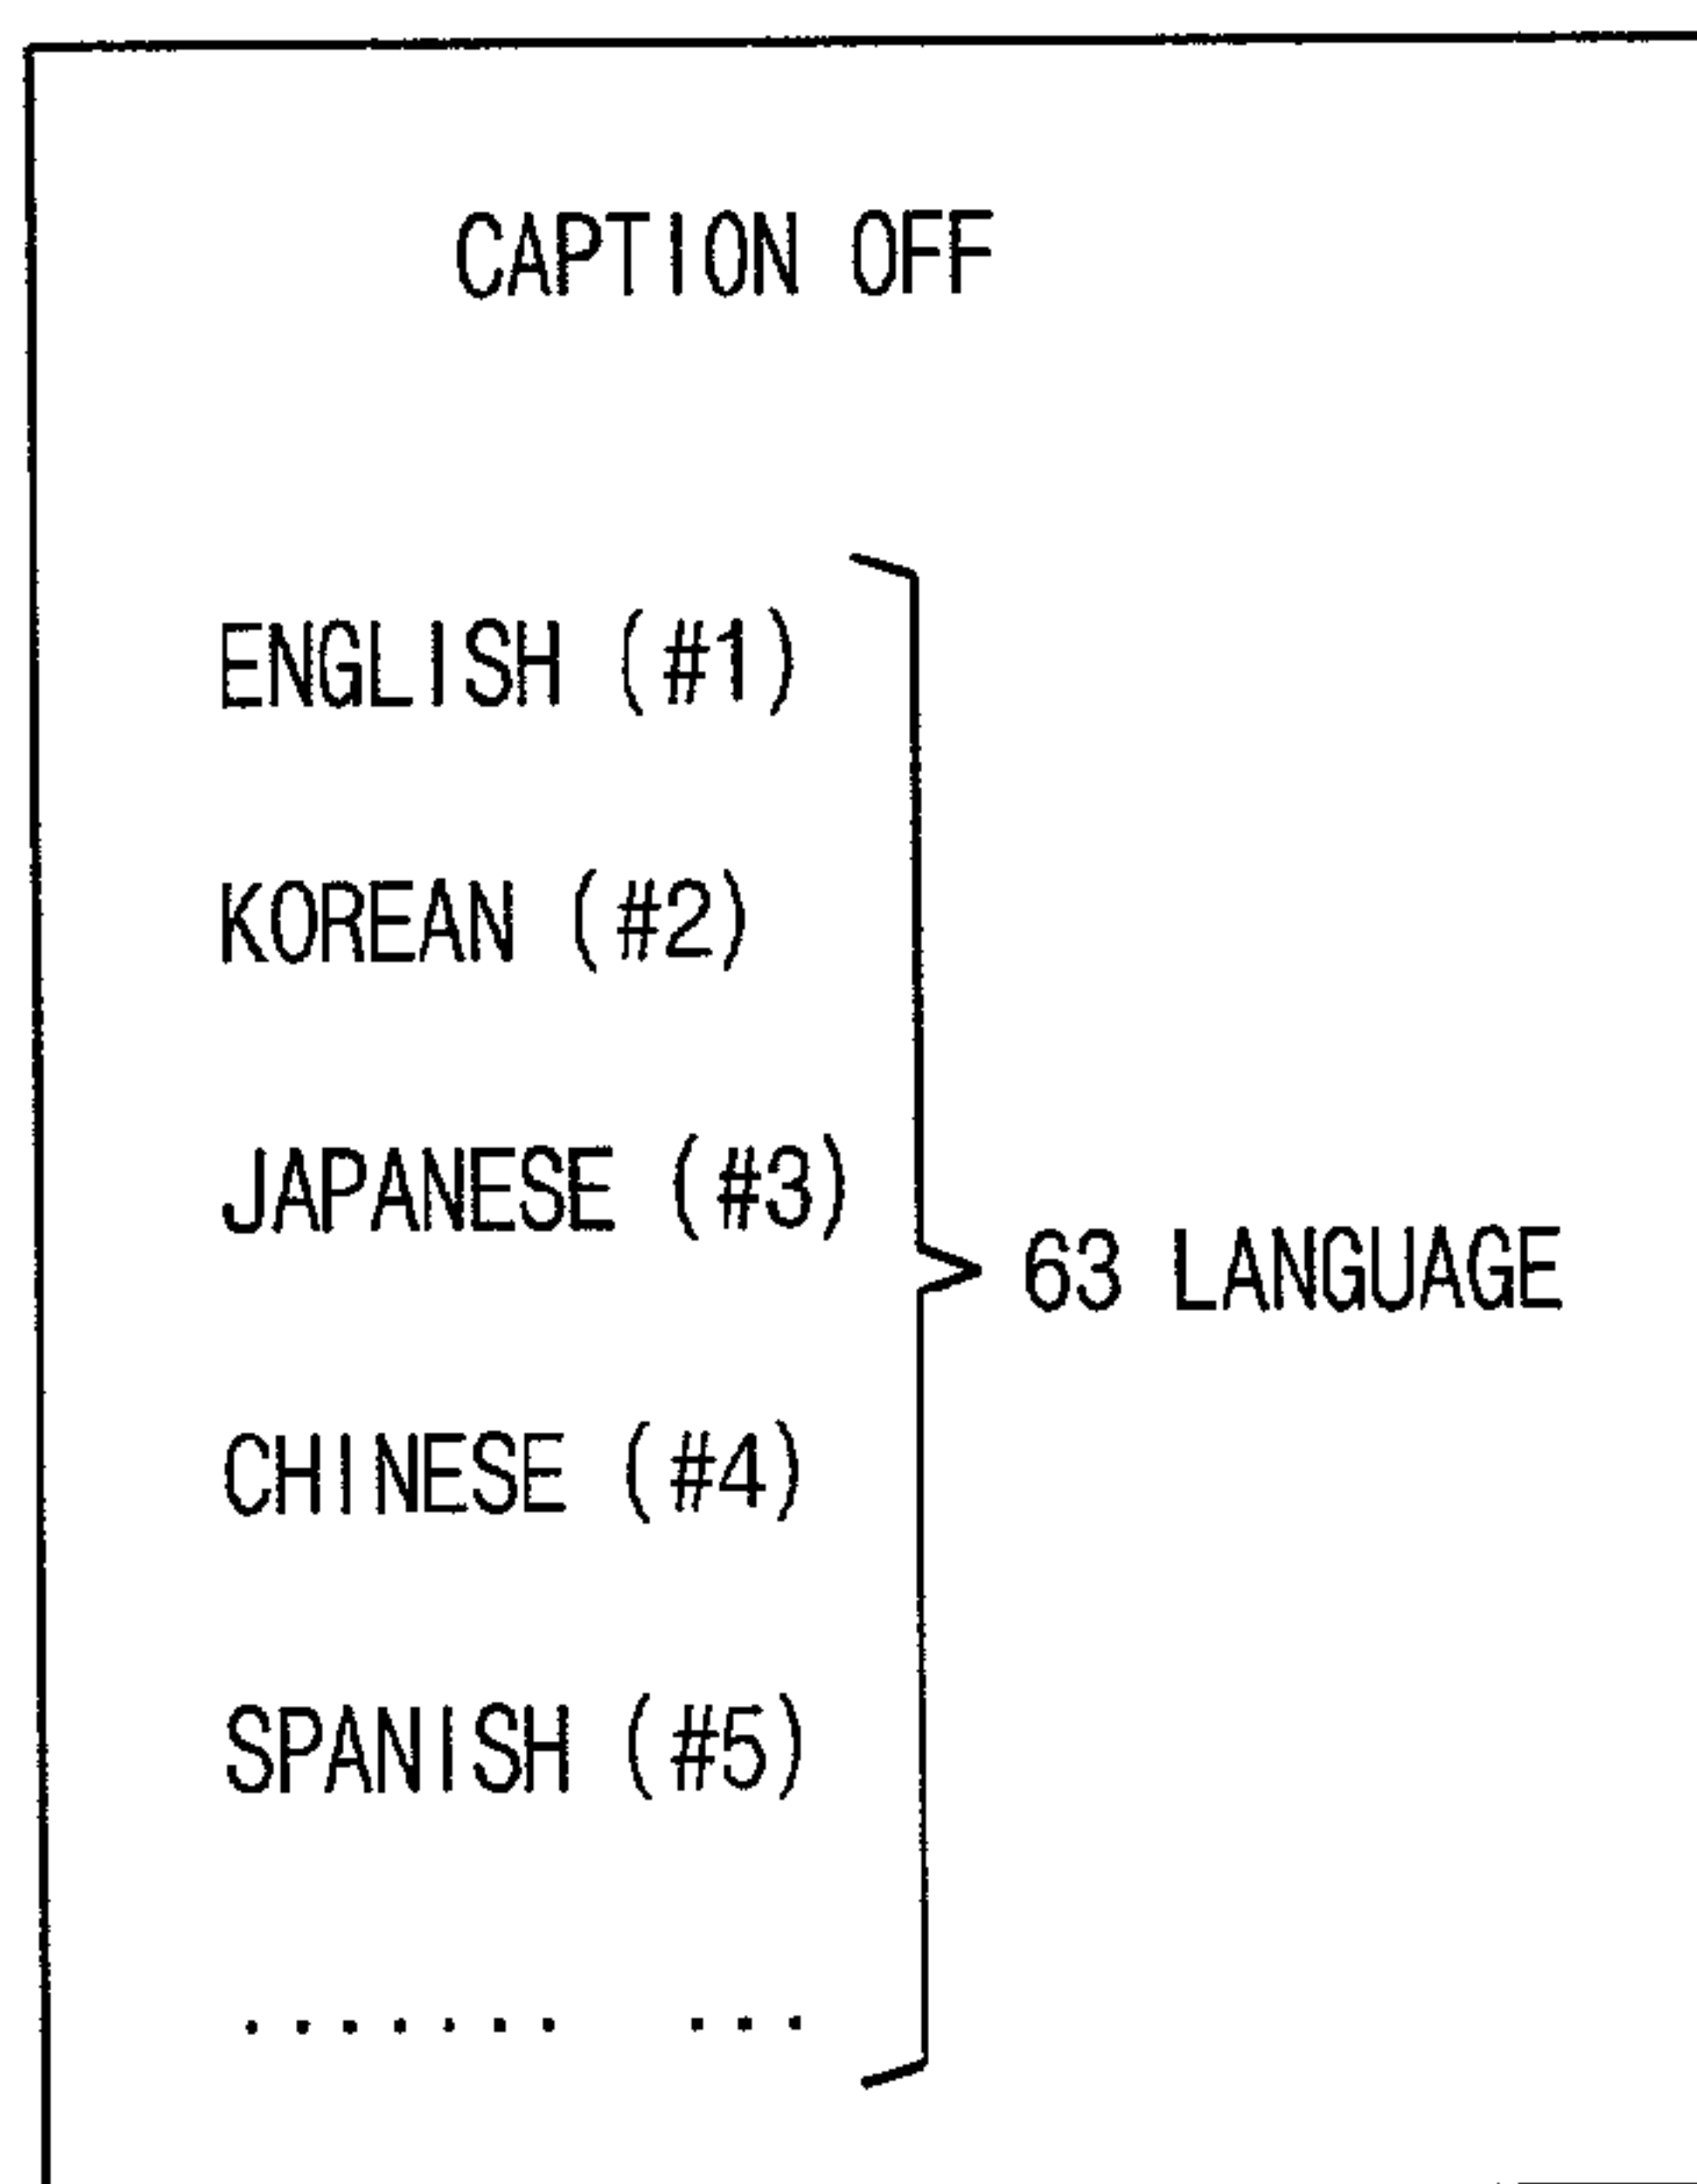 CAPTION OFF
ENGLISH (#1)
KOREAN (#2)
JAPANESE (#3)
63 LANGUAGE
CHINESE (#4)
SPANISH (#5)
....... ...